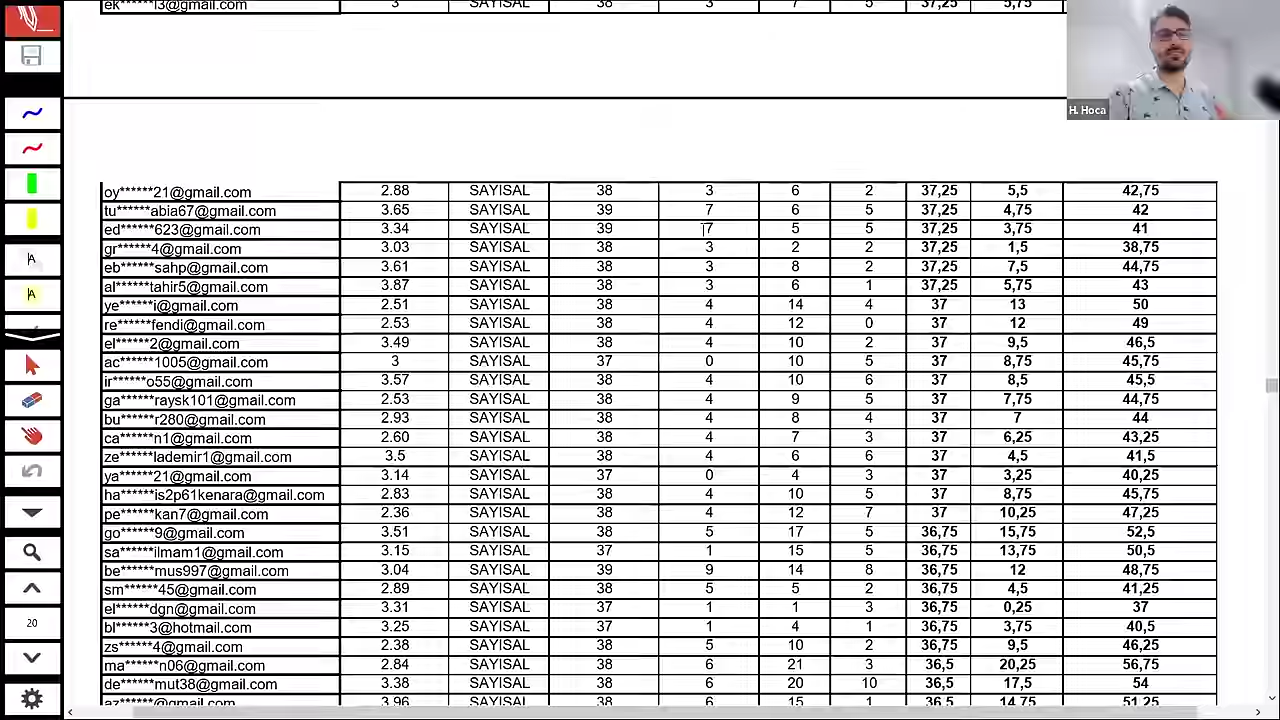 ek******l3@gmail.com 3 SAYISAL 38 3 7 5 37,25 5,75 43
H. Hoca
oy******21@gmail.com 2.88 SAYISAL 38 3 6 2 37,25 5,5 42,75
tu******abia67@gmail.com 3.65 SAYISAL 39 7 6 5 37,25 4,75 42
ed******623@gmail.com 3.34 SAYISAL 39 7 5 5 37,25 3,75 41
gr******4@gmail.com 3.03 SAYISAL 38 3 2 2 37,25 1,5 38,75
eb******sahp@gmail.com 3.61 SAYISAL 38 3 8 2 37,25 7,5 44,75
al******tahir5@gmail.com 3.87 SAYISAL 38 3 6 1 37,25 5,75 43
ye******i@gmail.com 2.51 SAYISAL 38 4 14 4 37 13 50
re******fendi@gmail.com 2.53 SAYISAL 38 4 12 0 37 12 49
el******2@gmail.com 3.49 SAYISAL 38 4 10 2 37 9,5 46,5
ac******1005@gmail.com 3 SAYISAL 37 0 10 5 37 8,75 45,75
ir******o55@gmail.com 3.57 SAYISAL 38 4 10 6 37 8,5 45,5
ga******raysk101@gmail.com 2.53 SAYISAL 38 4 9 5 37 7,75 44,75
bu******r280@gmail.com 2.93 SAYISAL 38 4 8 4 37 7 44
ca******n1@gmail.com 2.60 SAYISAL 38 4 7 3 37 6,25 43,25
ze******lademir1@gmail.com 3.5 SAYISAL 38 4 6 6 37 4,5 41,5
ya******21@gmail.com 3.14 SAYISAL 37 0 4 3 37 3,25 40,25
ha******is2p61kenara@gmail.com 2.83 SAYISAL 38 4 10 5 37 8,75 45,75
pe******kan7@gmail.com 2.36 SAYISAL 38 4 12 7 37 10,25 47,25
go******9@gmail.com 3.51 SAYISAL 38 5 17 5 36,75 15,75 52,5
sa******ilmam1@gmail.com 3.15 SAYISAL 37 1 15 5 36,75 13,75 50,5
be******mus997@gmail.com 3.04 SAYISAL 39 9 14 8 36,75 12 48,75
sm******45@gmail.com 2.89 SAYISAL 38 5 5 2 36,75 4,5 41,25
el******dgn@gmail.com 3.31 SAYISAL 37 1 1 3 36,75 0,25 37
bl******3@hotmail.com 3.25 SAYISAL 37 1 4 1 36,75 3,75 40,5
zs******4@gmail.com 2.38 SAYISAL 38 5 10 2 36,75 9,5 46,25
ma******n06@gmail.com 2.84 SAYISAL 38 6 21 3 36,5 20,25 56,75
de******mut38@gmail.com 3.38 SAYISAL 38 6 20 10 36,5 17,5 54
az******@gmail.com 3.96 SAYISAL 38 6 15 1 36,5 14,75 51,25
A
A
20